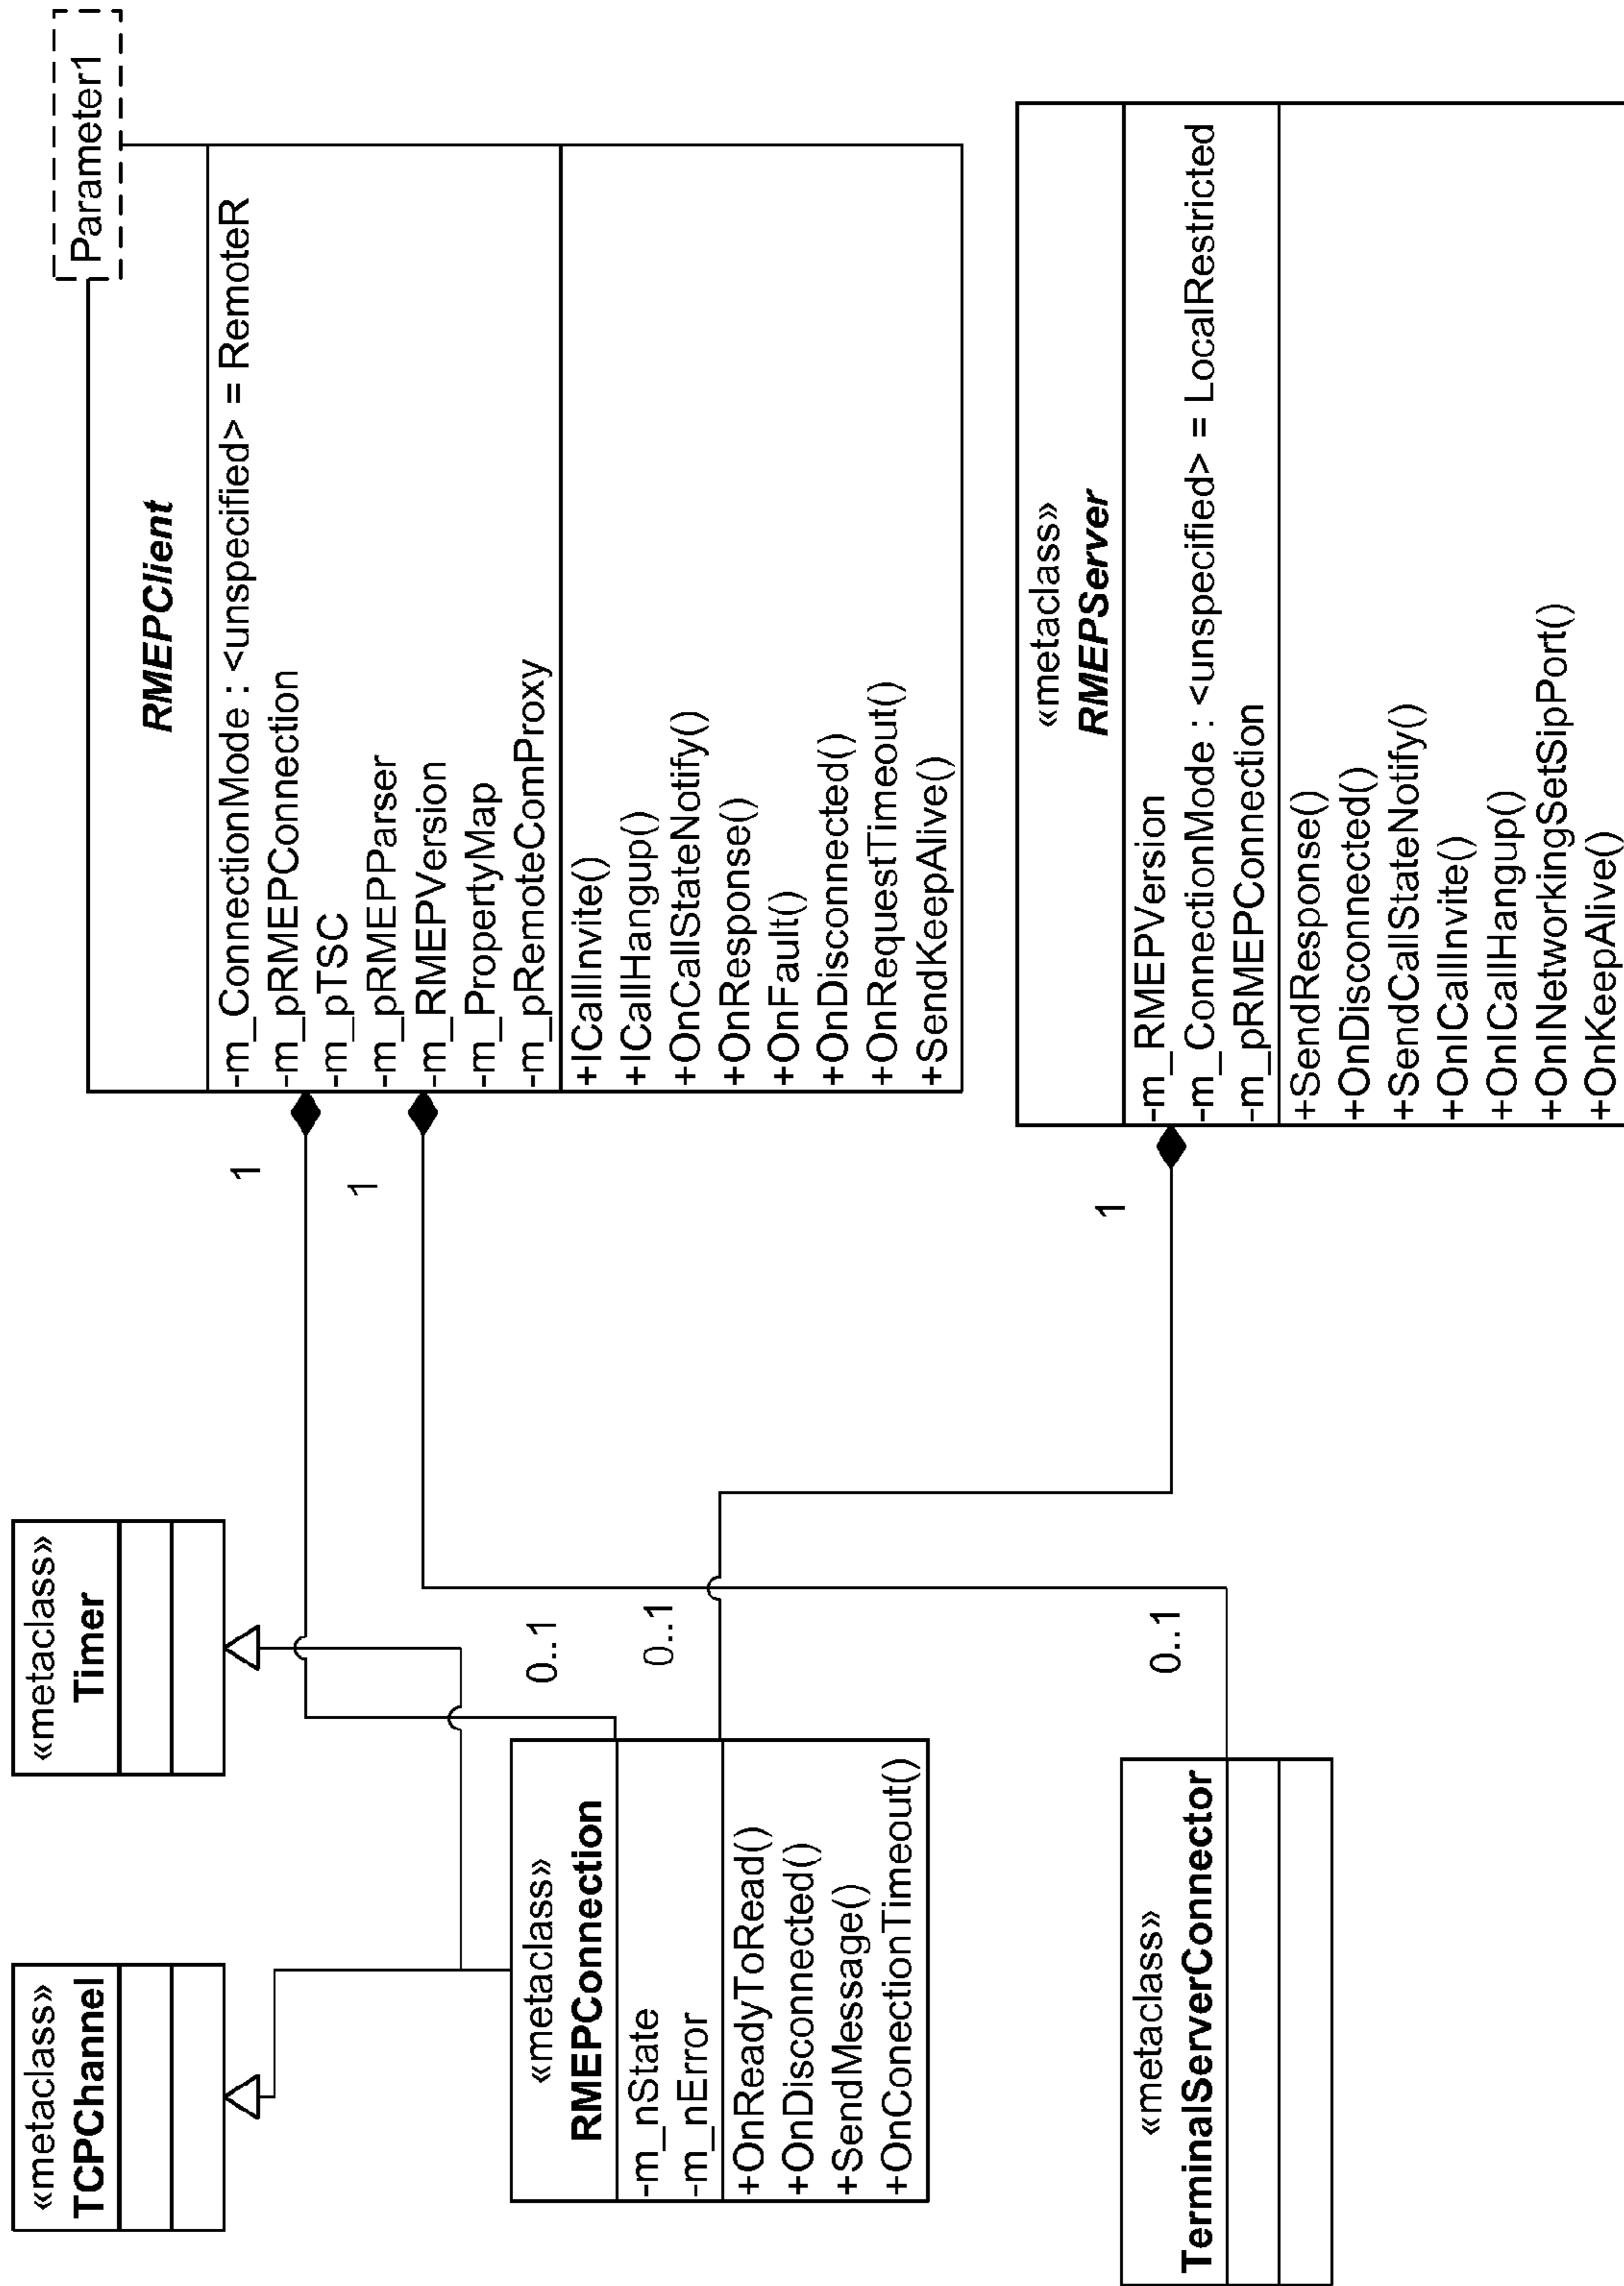 «metaclass»
TCPChannel
«metaclass»
Timer
Parameter1
RMEPClient
-m_ConnectionMode : <unspecified> = RemoteR
-m_pRMEPConnection
-m_pTSC
-m_pRMEPParser
-m_RMEPVersion
-m_PropertyMap
-m_pRemoteComProxy
+ICallInvite()
+ICallHangup()
+OnCallStateNotify()
+OnResponse()
+OnFault()
+OnDisconnected()
+OnRequestTimeout()
+SendKeepAlive()
1
1
0..1
0..1
«metaclass»
RMEPConnection
-m_nState
-m_nError
+OnReadyToRead()
+OnDisconnected()
+SendMessage()
+OnConectionTimeout()
«metaclass»
RMEPServer
-m_RMEPVersion
-m_ConnectionMode : <unspecified> = LocalRestricted
-m_pRMEPConnection
+SendResponse()
+OnDisconnected()
+SendCallStateNotify()
+OnICallInvite()
+OnICallHangup()
+OnINetworkingSetSipPort()
+OnKeepAlive()
1
0..1
«metaclass»
TerminalServerConnector